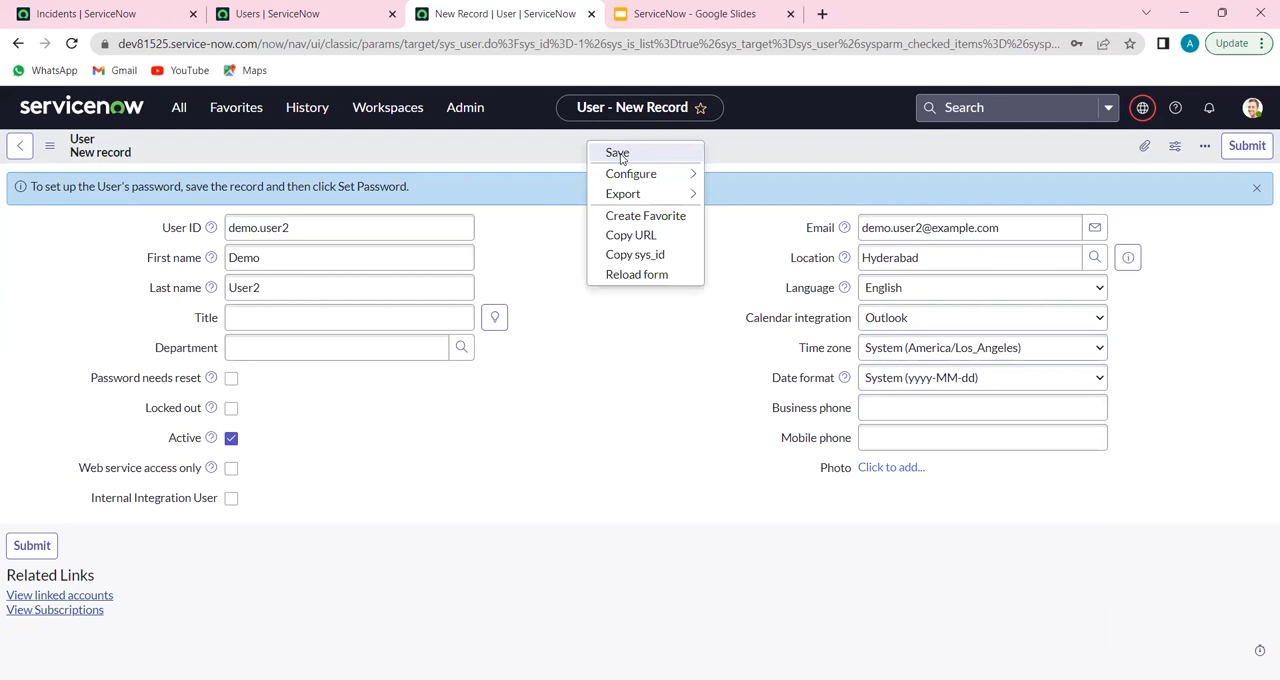 Incidents | ServiceNow
Users | ServiceNow
New Record | User | ServiceNow
ServiceNow - Google Slides
dev81525.service-now.com/now/nav/ui/classic/params/target/sys_user.do%3Fsys_id%3D-1%26sys_is_list%3Dtrue%26sys_target%3Dsys_user%26sysparm_checked_items%3D%26sysp...
A
Update
WhatsApp
Gmail
YouTube
Maps
servicenow
All
Favorites
History
Workspaces
Admin
User - New Record
Search
User
New record
Submit
To set up the User's password, save the record and then click Set Password.
Save
Configure
Export
Create Favorite
Copy URL
Copy sys_id
Reload form
User ID
demo.user2
First name
Demo
Last name
User2
Title
Department
Password needs reset
Locked out
Active
Web service access only
Internal Integration User
Email
demo.user2@example.com
Location
Hyderabad
Language
English
Calendar integration
Outlook
Time zone
System (America/Los_Angeles)
Date format
System (yyyy-MM-dd)
Business phone
Mobile phone
Photo
Click to add...
Submit
Related Links
View linked accounts
View Subscriptions